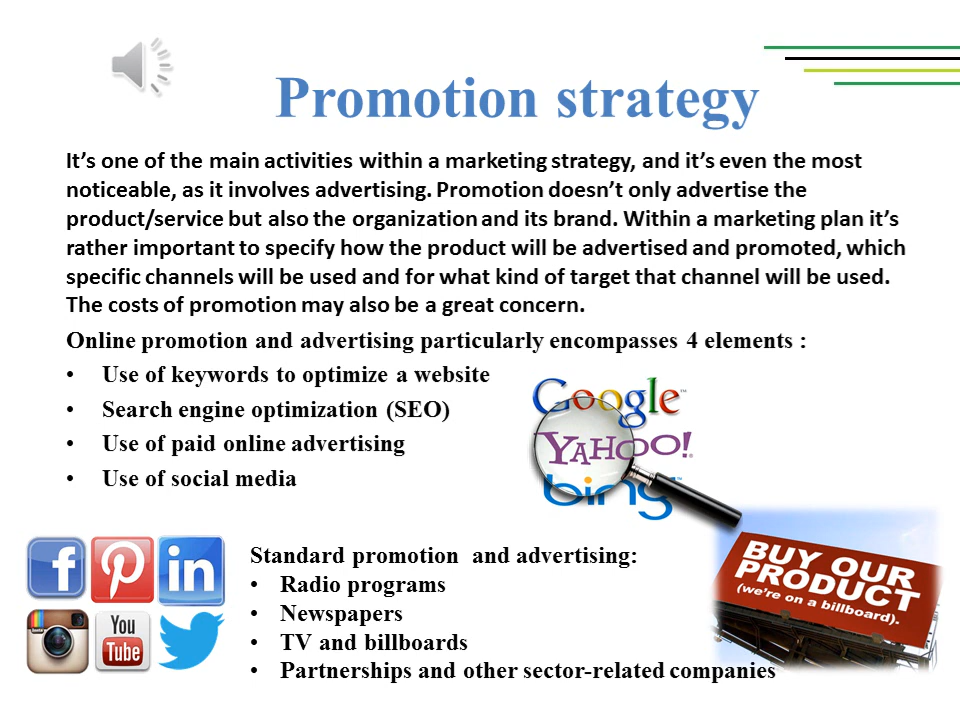 Promotion strategy
It’s one of the main activities within a marketing strategy, and it’s even the most
noticeable, as it involves advertising. Promotion doesn’t only advertise the
product/service but also the organization and its brand. Within a marketing plan it’s
rather important to specify how the product will be advertised and promoted, which
specific channels will be used and for what kind of target that channel will be used.
The costs of promotion may also be a great concern.
Online promotion and advertising particularly encompasses 4 elements :
• Use of keywords to optimize a website
• Search engine optimization (SEO)
• Use of paid online advertising
• Use of social media
Google™
YAHOO!
bing™
BUY OUR
PRODUCT
(we’re on a billboard).
f
P
in
You
Tube
Standard promotion  and advertising:
• Radio programs
• Newspapers
• TV and billboards
• Partnerships and other sector-related companies